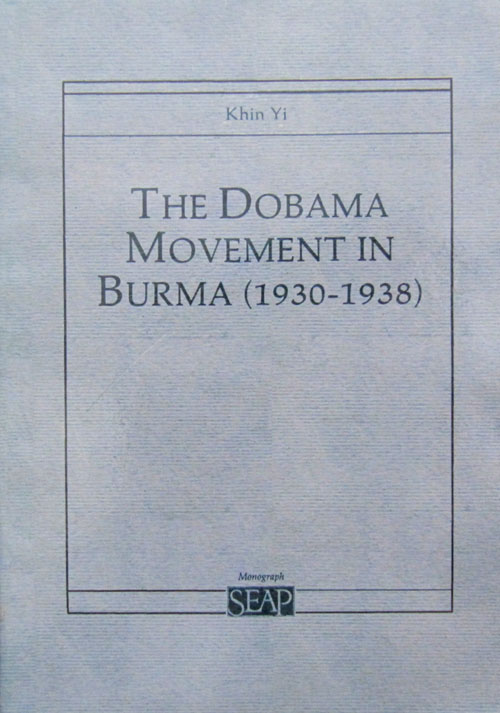 Khin Yi
THE DOBAMA
MOVEMENT IN
BURMA (1930-1938)
Monograph
SEAP